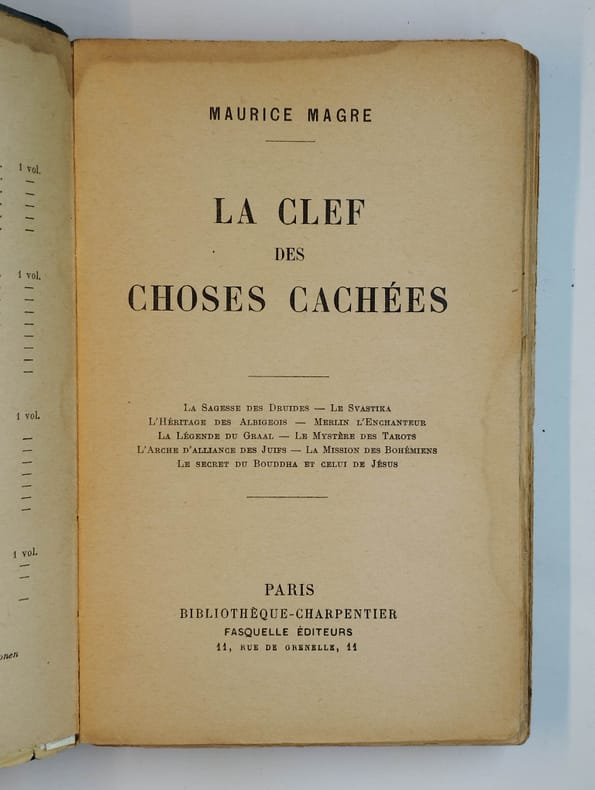 1 vol.
1 vol.
1 vol.
1 vol.
MAURICE MAGRE
LA CLEF
DES
CHOSES CACHÉES
LA SAGESSE DES DRUIDES — LE SVASTIKA
L'HÉRITAGE DES ALBIGEOIS — MERLIN L'ENCHANTEUR
LA LÉGENDE DU GRAAL — LE MYSTÈRE DES TAROTS
L'ARCHE D'ALLIANCE DES JUIFS — LA MISSION DES BOHÉMIENS
LE SECRET DU BOUDDHA ET CELUI DE JÉSUS
PARIS
BIBLIOTHÈQUE-CHARPENTIER
FASQUELLE ÉDITEURS
11, RUE DE GRENELLE, 11